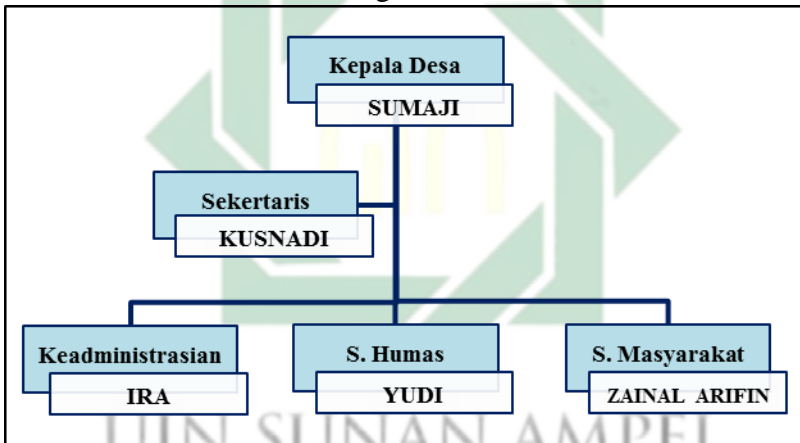 Kepala Desa
SUMAJI
Sekertaris
KUSNADI
Keadministrasian
IRA
S. Humas
YUDI
S. Masyarakat
ZAINAL ARIFIN
UIN SUNAN AMPEL